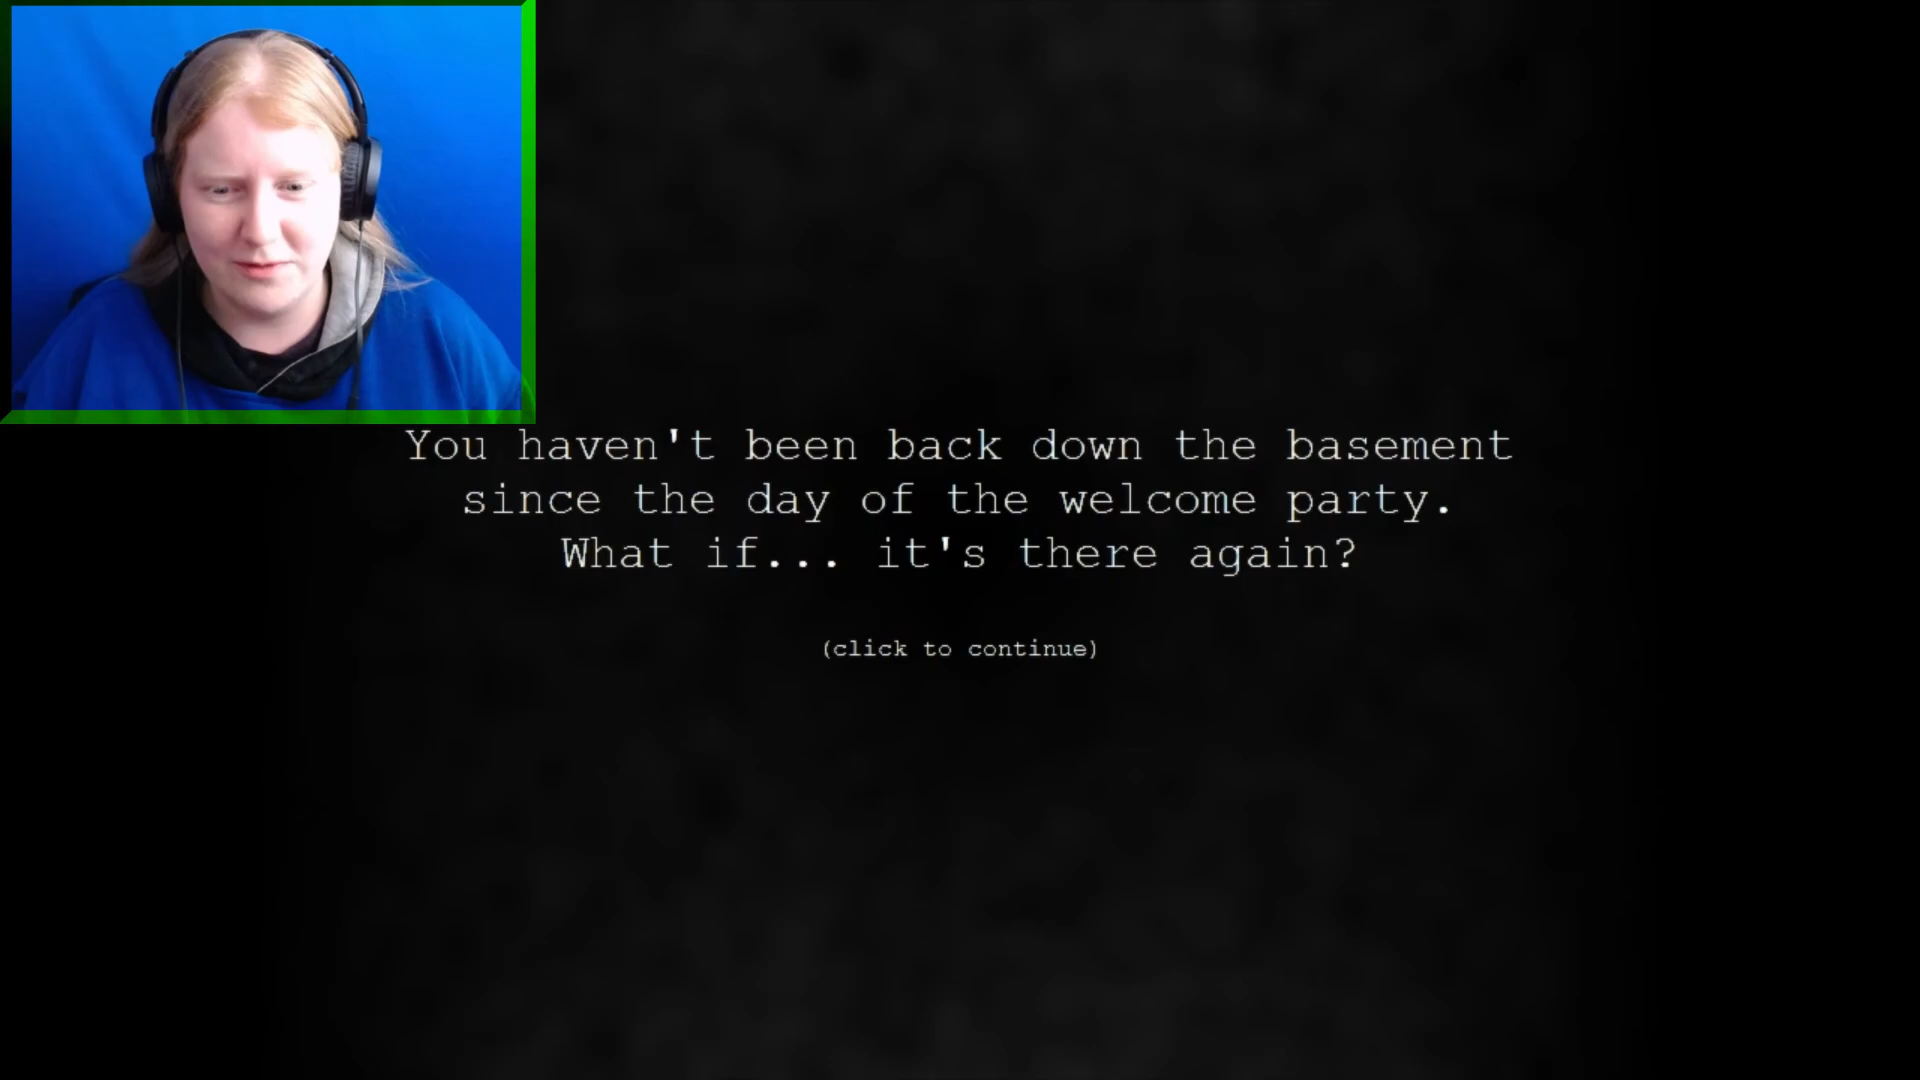 You haven't been back down the basement
since the day of the welcome party.
What if... it's there again?
(click to continue)